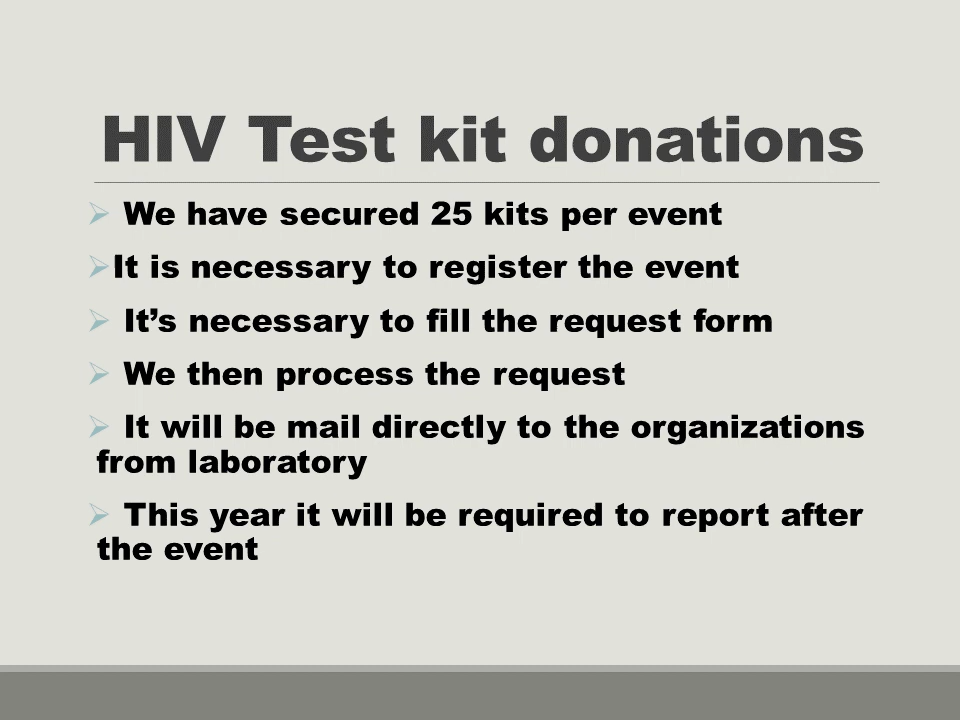 HIV Test kit donations
➢ We have secured 25 kits per event
➢It is necessary to register the event
➢ It’s necessary to fill the request form
➢ We then process the request
➢ It will be mail directly to the organizations
from laboratory
➢ This year it will be required to report after
the event